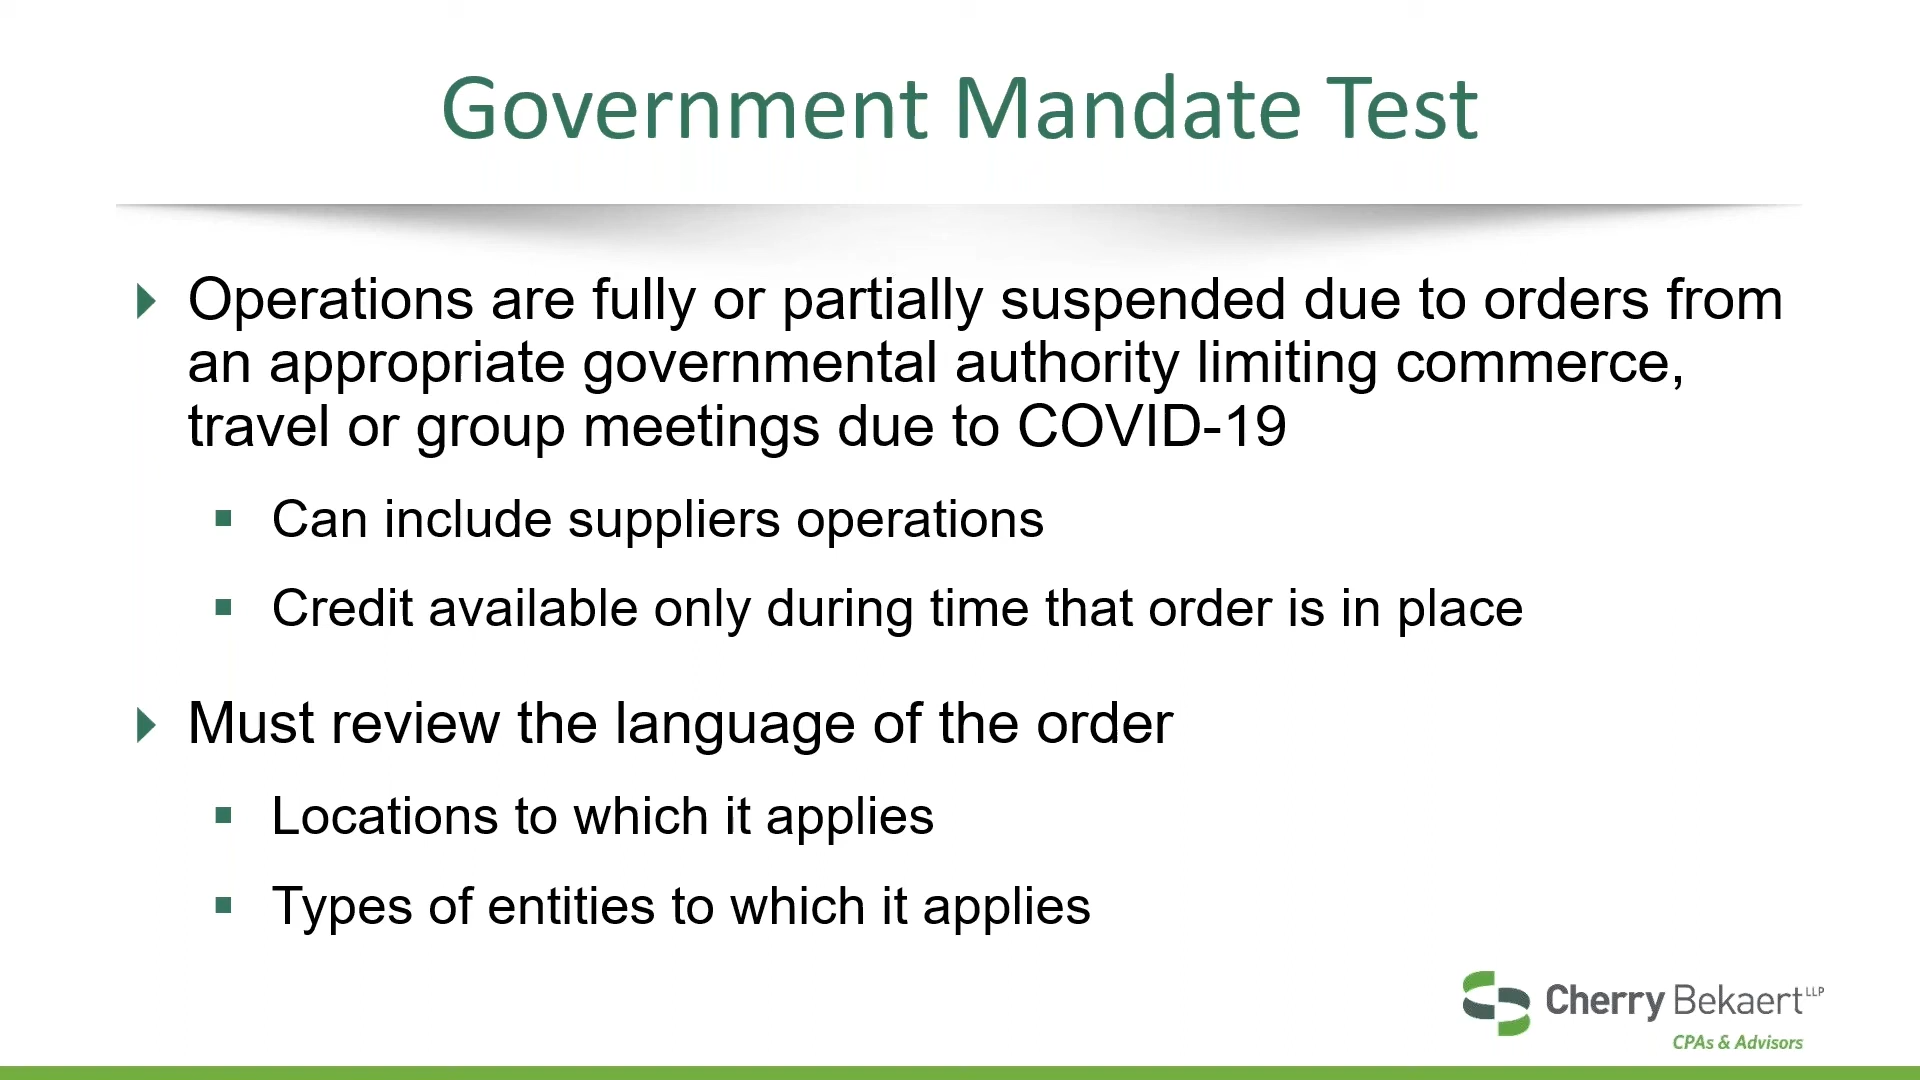 Government Mandate Test
Operations are fully or partially suspended due to orders from
an appropriate governmental authority limiting commerce,
travel or group meetings due to COVID-19
Can include suppliers operations
Credit available only during time that order is in place
Must review the language of the order
Locations to which it applies
Types of entities to which it applies
Cherry Bekaert LLP
CPAs & Advisors